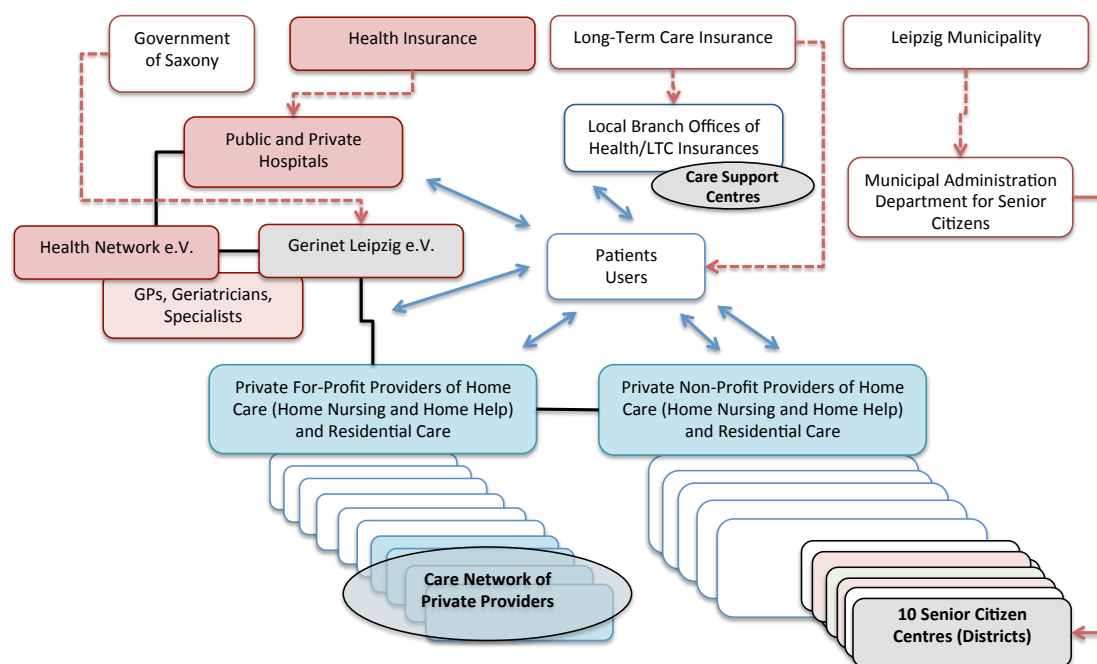 Government
of Saxony
Health Insurance
Long-Term Care Insurance
Leipzig Municipality
Public and Private
Hospitals
Local Branch Offices of
Health/LTC Insurances
Care Support
Centres
Municipal Administration
Department for Senior
Citizens
Health Network e.V.
Gerinet Leipzig e.V.
Patients
Users
GPs, Geriatricians,
Specialists
Private For-Profit Providers of Home
Care (Home Nursing and Home Help)
and Residential Care
Private Non-Profit Providers of Home
Care (Home Nursing and Home Help)
and Residential Care
Care Network of
Private Providers
10 Senior Citizen
Centres (Districts)